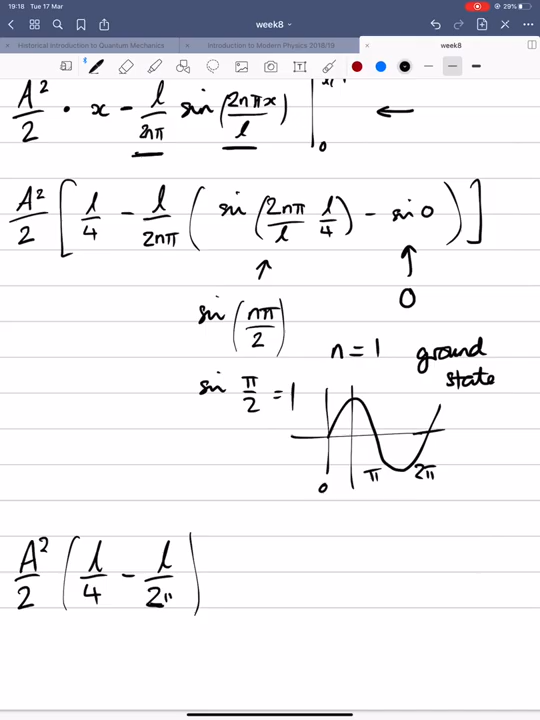 19:18 Tue 17 Mar 29%
week8
Historical Introduction to Quantum Mechanics Introduction to Modern Physics 2018/19 week8
A²/2 · x − l/2nπ sin(2nπx/l) |₀ ←
A²/2 [ l/4 − l/2nπ ( sin(2nπ/l l/4) − sin 0 ) ]
↑ ↑
0
sin(nπ/2)
n = 1 ground state
sin π/2 = 1
0 π 2π
A²/2 ( l/4 − l/2π )